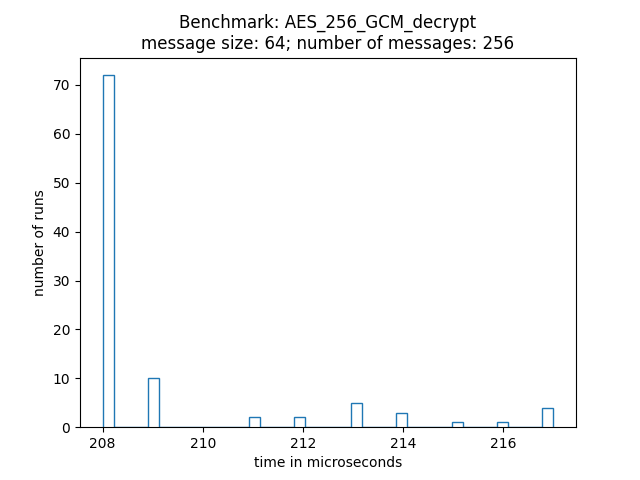 Benchmark: AES_256_GCM_decrypt
message size: 64; number of messages: 256
70
60
50
40
30
20
10
0
number of runs
208 210 212 214 216
time in microseconds